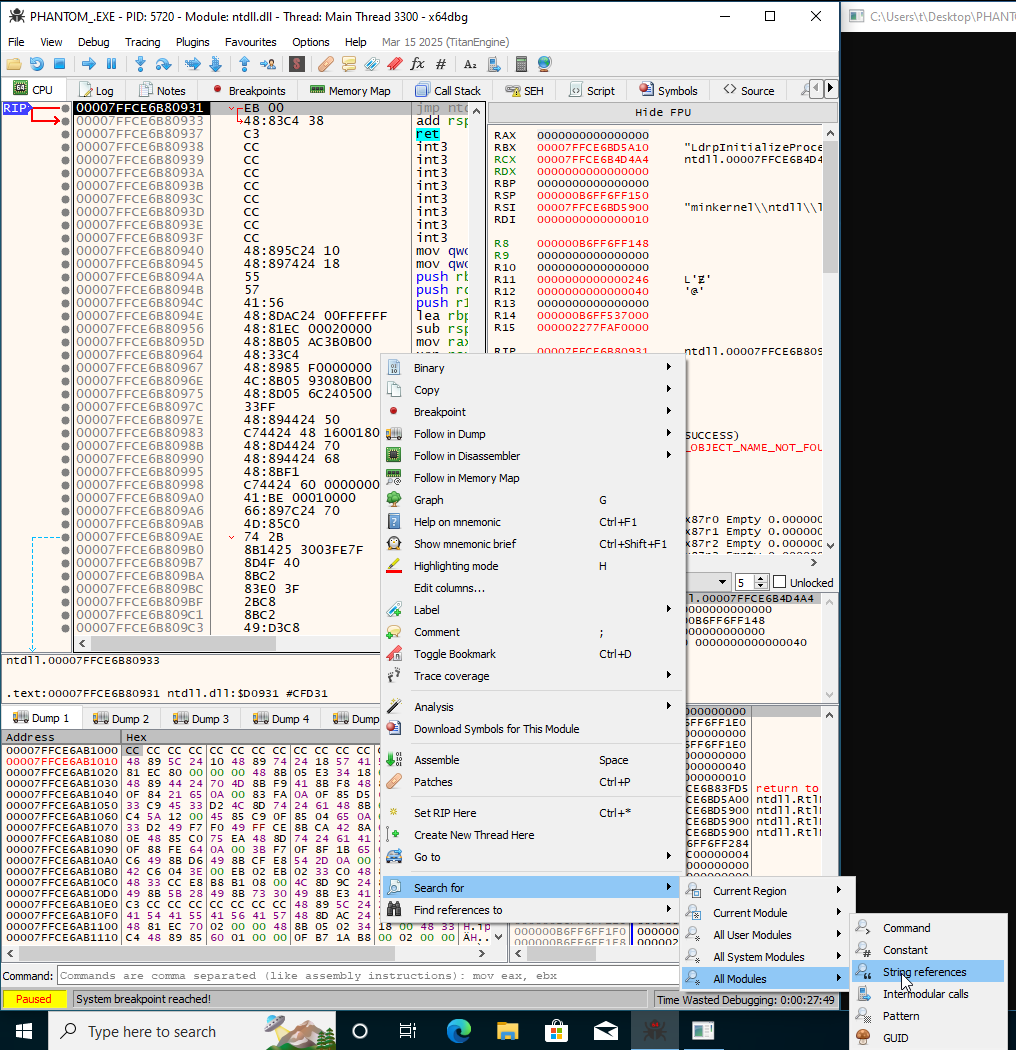 PHANTOM_.EXE - PID: 5720 - Module: ntdll.dll - Thread: Main Thread 3300 - x64dbg
C:\Users\t\Desktop\PHANT
File View Debug Tracing Plugins Favourites Options Help Mar 15 2025 (TitanEngine)
CPU Log Notes Breakpoints Memory Map Call Stack SEH Script Symbols Source
RIP 00007FFCE6B80931 EB 00 jmp
00007FFCE6B80933 48:83C4 38 add rsp
00007FFCE6B80937 C3 ret
00007FFCE6B80938 CC int3
00007FFCE6B80939 CC int3
00007FFCE6B8093A CC int3
00007FFCE6B8093B CC int3
00007FFCE6B8093C CC int3
00007FFCE6B8093D CC int3
00007FFCE6B8093E CC int3
00007FFCE6B8093F CC int3
00007FFCE6B80940 48:895C24 10 mov
00007FFCE6B80945 48:897424 18 mov
00007FFCE6B8094A 55 push
00007FFCE6B8094B 57 push
00007FFCE6B8094C 41:56 push
00007FFCE6B8094E 48:8DAC24 00FFFFFF lea rbp
00007FFCE6B80956 48:81EC 00020000 sub rsp
00007FFCE6B8095D 48:8B05 AC3B0B00 mov
00007FFCE6B80964 48:33C4
00007FFCE6B80967 48:8985 F0000000
00007FFCE6B8096E 4C:8B05 93080B00
00007FFCE6B80975 48:8D05 6C240500
00007FFCE6B8097C 33FF
00007FFCE6B8097E 48:894424 50
00007FFCE6B80983 C74424 48 1600180
00007FFCE6B8098B 48:8D4424 70
00007FFCE6B80990 48:894424 68
00007FFCE6B80995 48:8BF1
00007FFCE6B80998 C74424 60 0000000
00007FFCE6B809A0 41:BE 00010000
00007FFCE6B809A6 66:897C24 70
00007FFCE6B809AB 4D:85C0
00007FFCE6B809AE 74 2B
00007FFCE6B809B0 8B1425 3003FE7F
00007FFCE6B809B7 8D4F 40
00007FFCE6B809BA 8BC2
00007FFCE6B809BC 83E0 3F
00007FFCE6B809BF 2BC8
00007FFCE6B809C1 8BC2
00007FFCE6B809C3 49:D3C8
Hide FPU
RAX 0000000000000000
RBX 00007FFCE6BD5A10 "LdrpInitializeProce
RCX 00007FFCE6B4D4A4 ntdll.00007FFCE6B4D4
RDX 0000000000000000
RBP 0000000000000000
RSP 000000B6FF6FF150
RSI 00007FFCE6BD5900 "minkernel\\ntdll\\l
RDI 0000000000000010
R8 000000B6FF6FF148
R9 0000000000000000
R10 0000000000000000
R11 0000000000000246
R12 0000000000000040 '@'
R13 0000000000000000
R14 000000B6FF537000
R15 000002277FAF0000
RIP 00007FFCE6B80931 ntdll.00007FFCE6B809
SUCCESS)
_OBJECT_NAME_NOT_FOU
x87r0 Empty 0.000000
x87r1 Empty 0.000000
x87r2 Empty 0.000000
5 Unlocked
l.00007FFCE6B4D4A4
000000000000
0B6FF6FF148
000000000000
0 000000000040
Binary
Copy
Breakpoint
Follow in Dump
Follow in Disassembler
Follow in Memory Map
Graph G
Help on mnemonic Ctrl+F1
Show mnemonic brief Ctrl+Shift+F1
Highlighting mode H
Edit columns...
Label
Comment ;
Toggle Bookmark Ctrl+D
Trace coverage
Analysis
Download Symbols for This Module
Assemble Space
Patches Ctrl+P
Set RIP Here Ctrl+*
Create New Thread Here
Go to
Search for
Find references to
Current Region
Current Module
All User Modules
All System Modules
All Modules
Command
Constant
String references
Intermodular calls
Pattern
GUID
ntdll.00007FFCE6B80933
.text:00007FFCE6B80931 ntdll.dll:$D0931 #CFD31
Dump 1 Dump 2 Dump 3 Dump 4 Dump
Address Hex
00007FFCE6AB1000 CC CC CC CC CC CC CC CC CC CC CC CC
00007FFCE6AB1010 48 89 5C 24 10 48 89 74 24 18 57 41
00007FFCE6AB1020 81 EC 80 00 00 00 48 8B 05 E3 34 18
00007FFCE6AB1030 48 89 44 24 70 4D 8B F9 41 8B F8 48
00007FFCE6AB1040 0F 84 21 65 0A 00 83 FA 0A 0F 85 D5
00007FFCE6AB1050 33 C9 45 33 D2 4C 8D 74 24 61 48 8B
00007FFCE6AB1060 C4 5A 12 00 45 85 C9 0F 85 04 65 0A
00007FFCE6AB1070 33 D2 49 F7 F0 49 FF CE 8B CA 42 8A
00007FFCE6AB1080 0E 48 85 C0 75 EA 48 8D 74 24 61 41
00007FFCE6AB1090 0F 88 FE 64 0A 00 3B F7 0F 8F 1B 65
00007FFCE6AB10A0 C6 49 8B D6 49 8B CF E8 54 2D 0A 00
00007FFCE6AB10B0 42 C6 04 3E 00 EB 02 EB 02 33 C0 48
00007FFCE6AB10C0 48 33 CC E8 B8 B1 08 00 4C 8D 9C 24
00007FFCE6AB10D0 49 8B 5B 28 49 8B 73 30 49 8B E3 41
00007FFCE6AB10E0 C3 CC CC CC CC CC CC CC 48 89 5C 24
00007FFCE6AB10F0 41 54 41 55 41 56 41 57 48 8D AC 24
00007FFCE6AB1100 48 81 EC 70 02 00 00 48 8B 05 02 34 18 00 48 33
00007FFCE6AB1110 C4 48 89 85 60 01 00 00 0F B7 1A B8 00 02 00 00
00000000
6FF6FF1E0
return to
ntdll.Rtl
ntdll.Rtl
ntdll.Rtl
ntdll.Rtl
000000B6FF6FF1F0
000000B6FF6FF1F8
Command: Commands are comma separated (like assembly instructions): mov eax, ebx
Paused System breakpoint reached! Time Wasted Debugging: 0:00:27:49
Type here to search